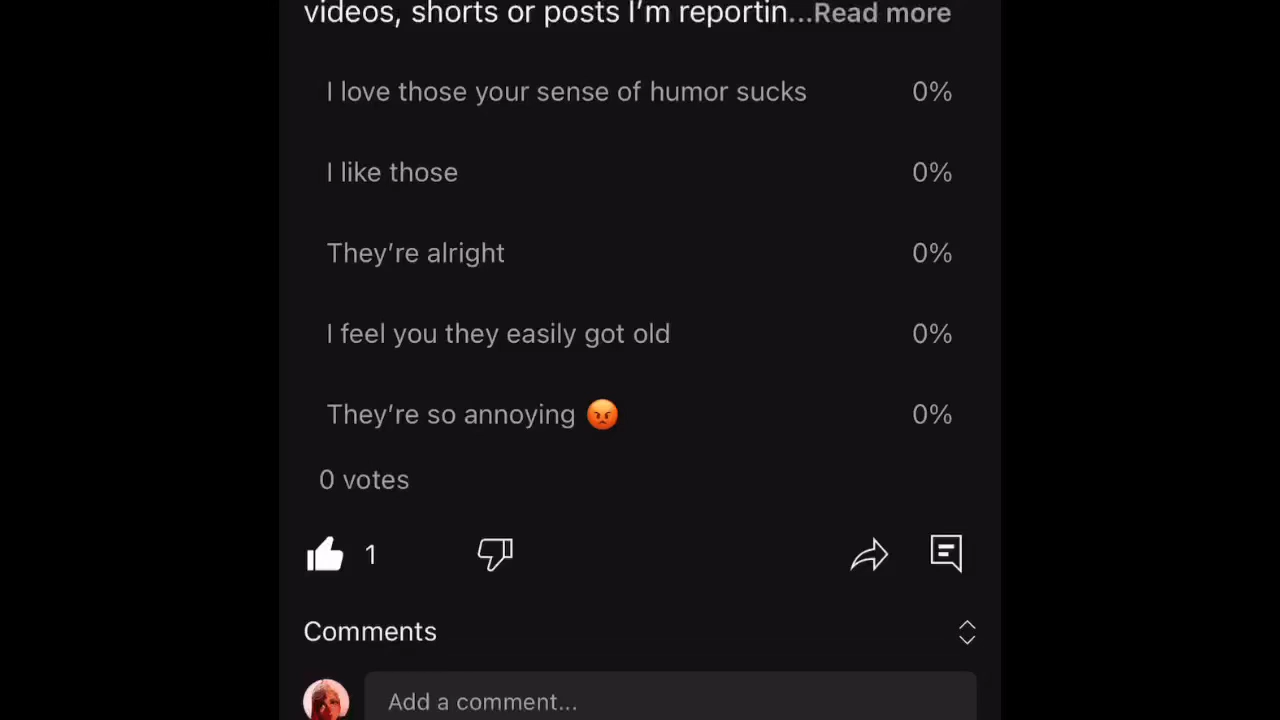 videos, shorts or posts I’m reportin...Read more
I love those your sense of humor sucks 0%
I like those 0%
They’re alright 0%
I feel you they easily got old 0%
They’re so annoying 😡 0%
0 votes
1
Comments
Add a comment...